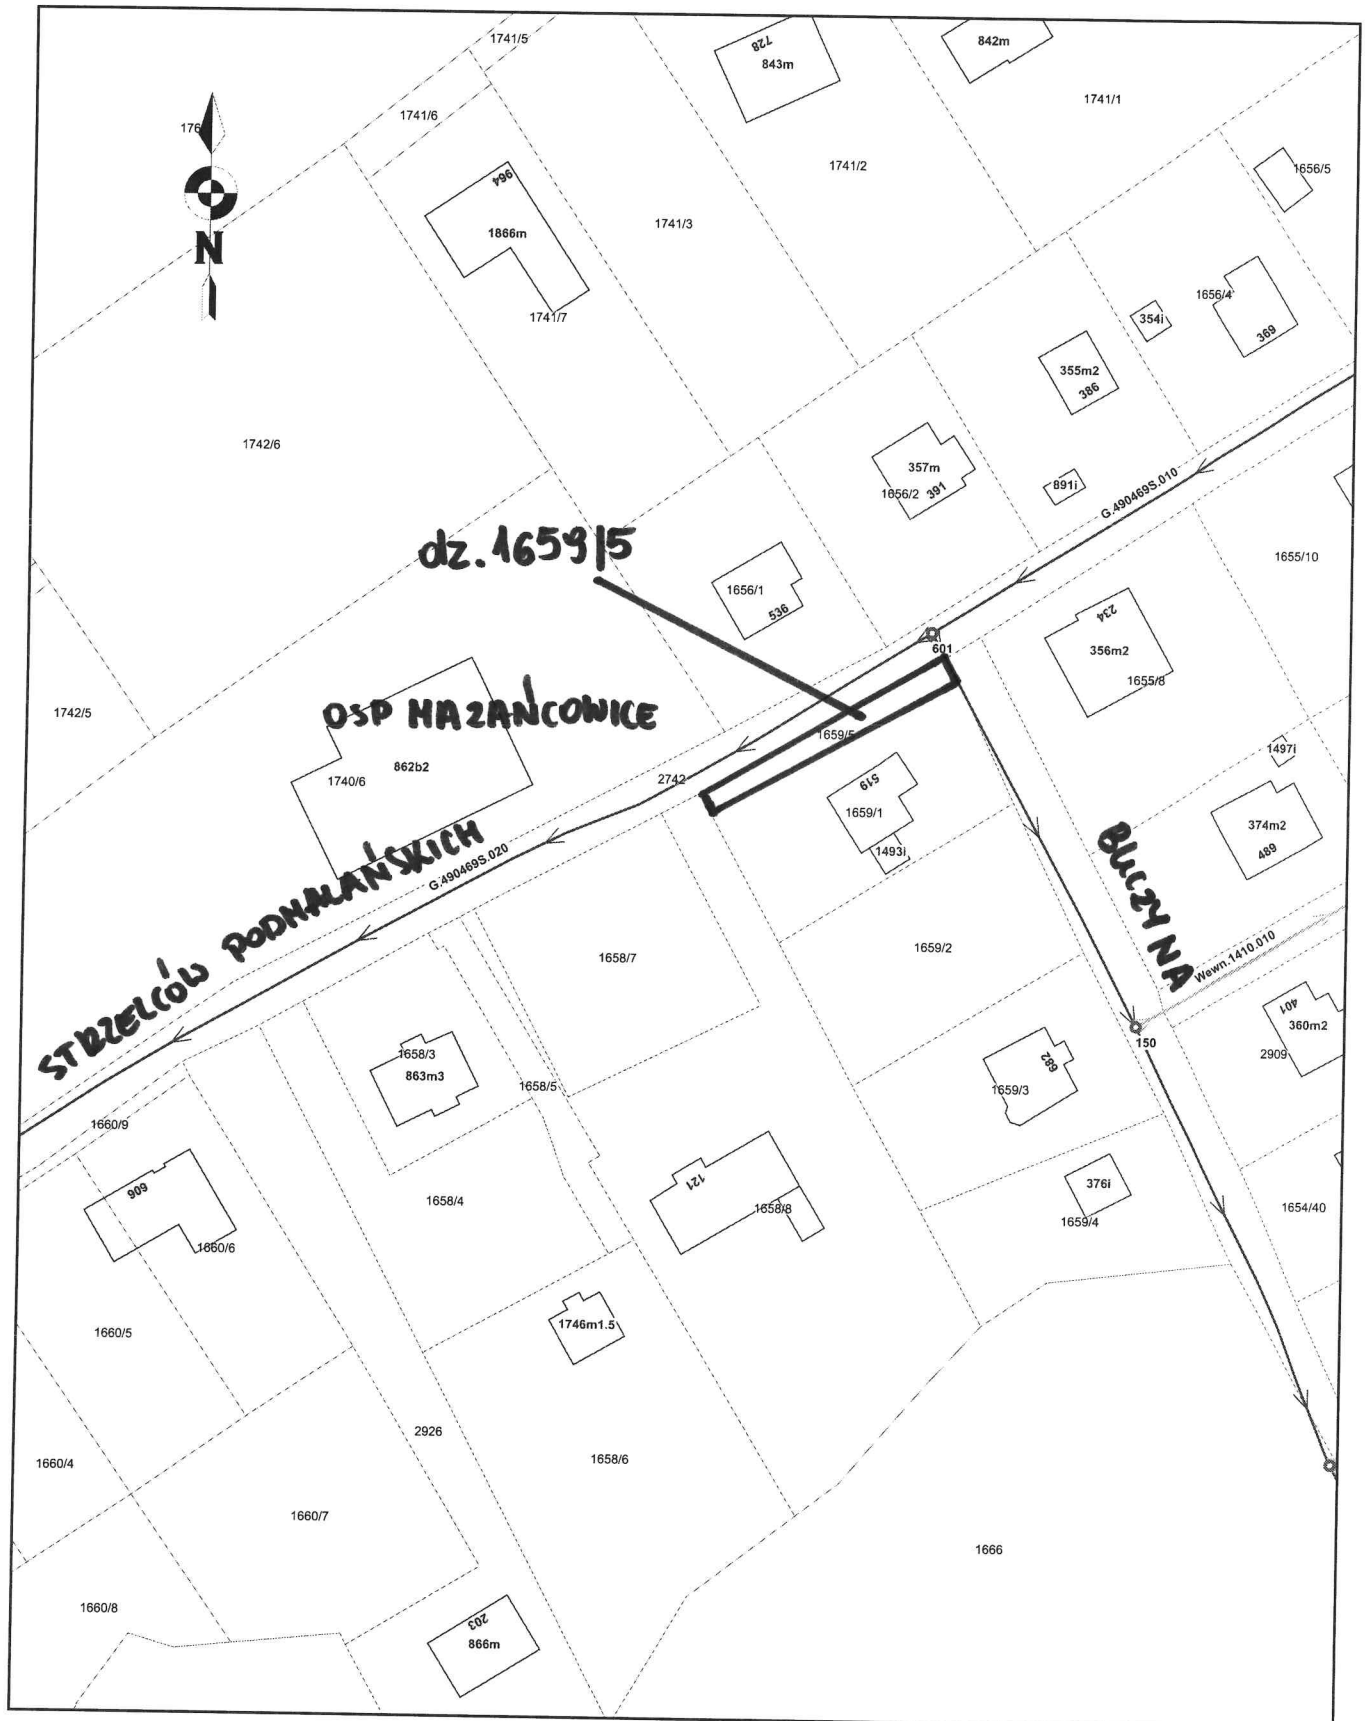 1741/5
728
843m
842m
1741/1
176
1741/6
1741/2
1656/5
964
1866m
1741/3
N
1741/7
354i
1656/4
369
355m2
386
1742/6
357m
1656/2
391
891i
G.490469S.010
dz. 1659/5
1655/10
1656/1
536
234
601
356m2
1655/8
1742/5
OSP MAZAŃCOWICE
1659/5
1497i
862b2
1740/6
2742
519
1659/1
1493i
374m2
489
STRZELCÓW PODHALAŃSKICH
G.490469S.020
BUCZYNA
1659/2
Wewn.1410.010
1658/7
401
360m2
150
2909
1658/3
863m3
1658/5
682
1659/3
1660/9
376i
1659/4
121
1658/8
909
1658/4
1654/40
1660/6
1746m1.5
1660/5
2926
1658/6
1660/4
1660/7
1666
1660/8
203
866m